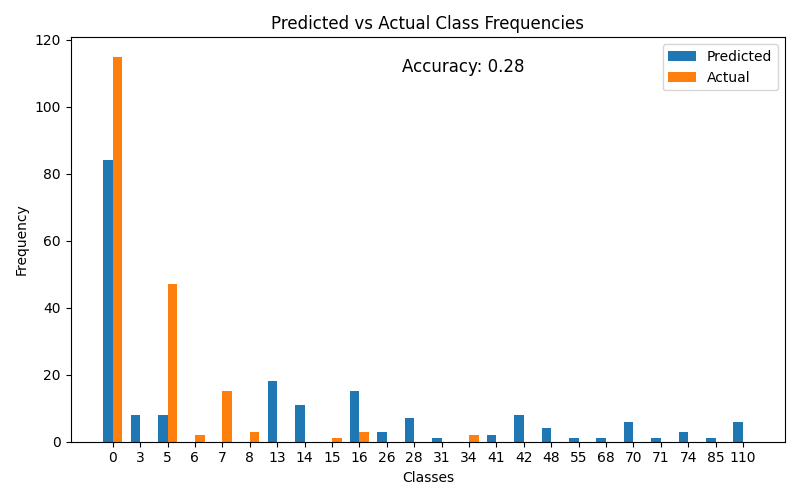 Predicted vs Actual Class Frequencies
120
100
80
60
40
20
0
Frequency
Accuracy: 0.28
Predicted
Actual
0 3 5 6 7 8 13 14 15 16 26 28 31 34 41 42 48 55 68 70 71 74 85 110
Classes